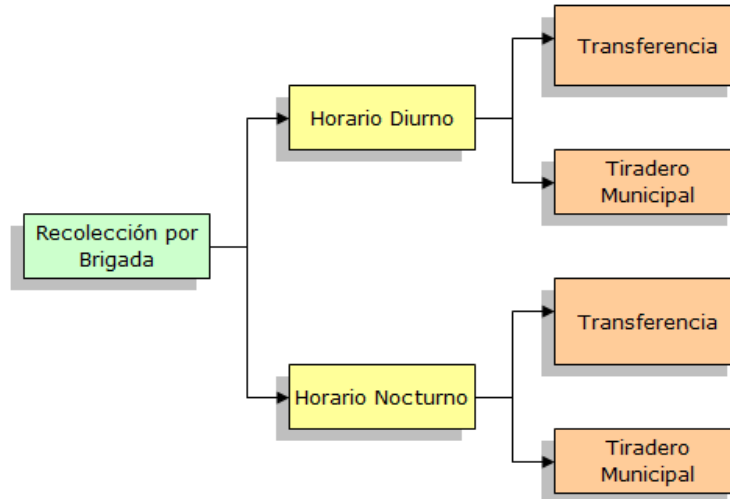 Transferencia
Horario Diurno
Tiradero
Municipal
Recolección por
Brigada
Transferencia
Horario Nocturno
Tiradero
Municipal